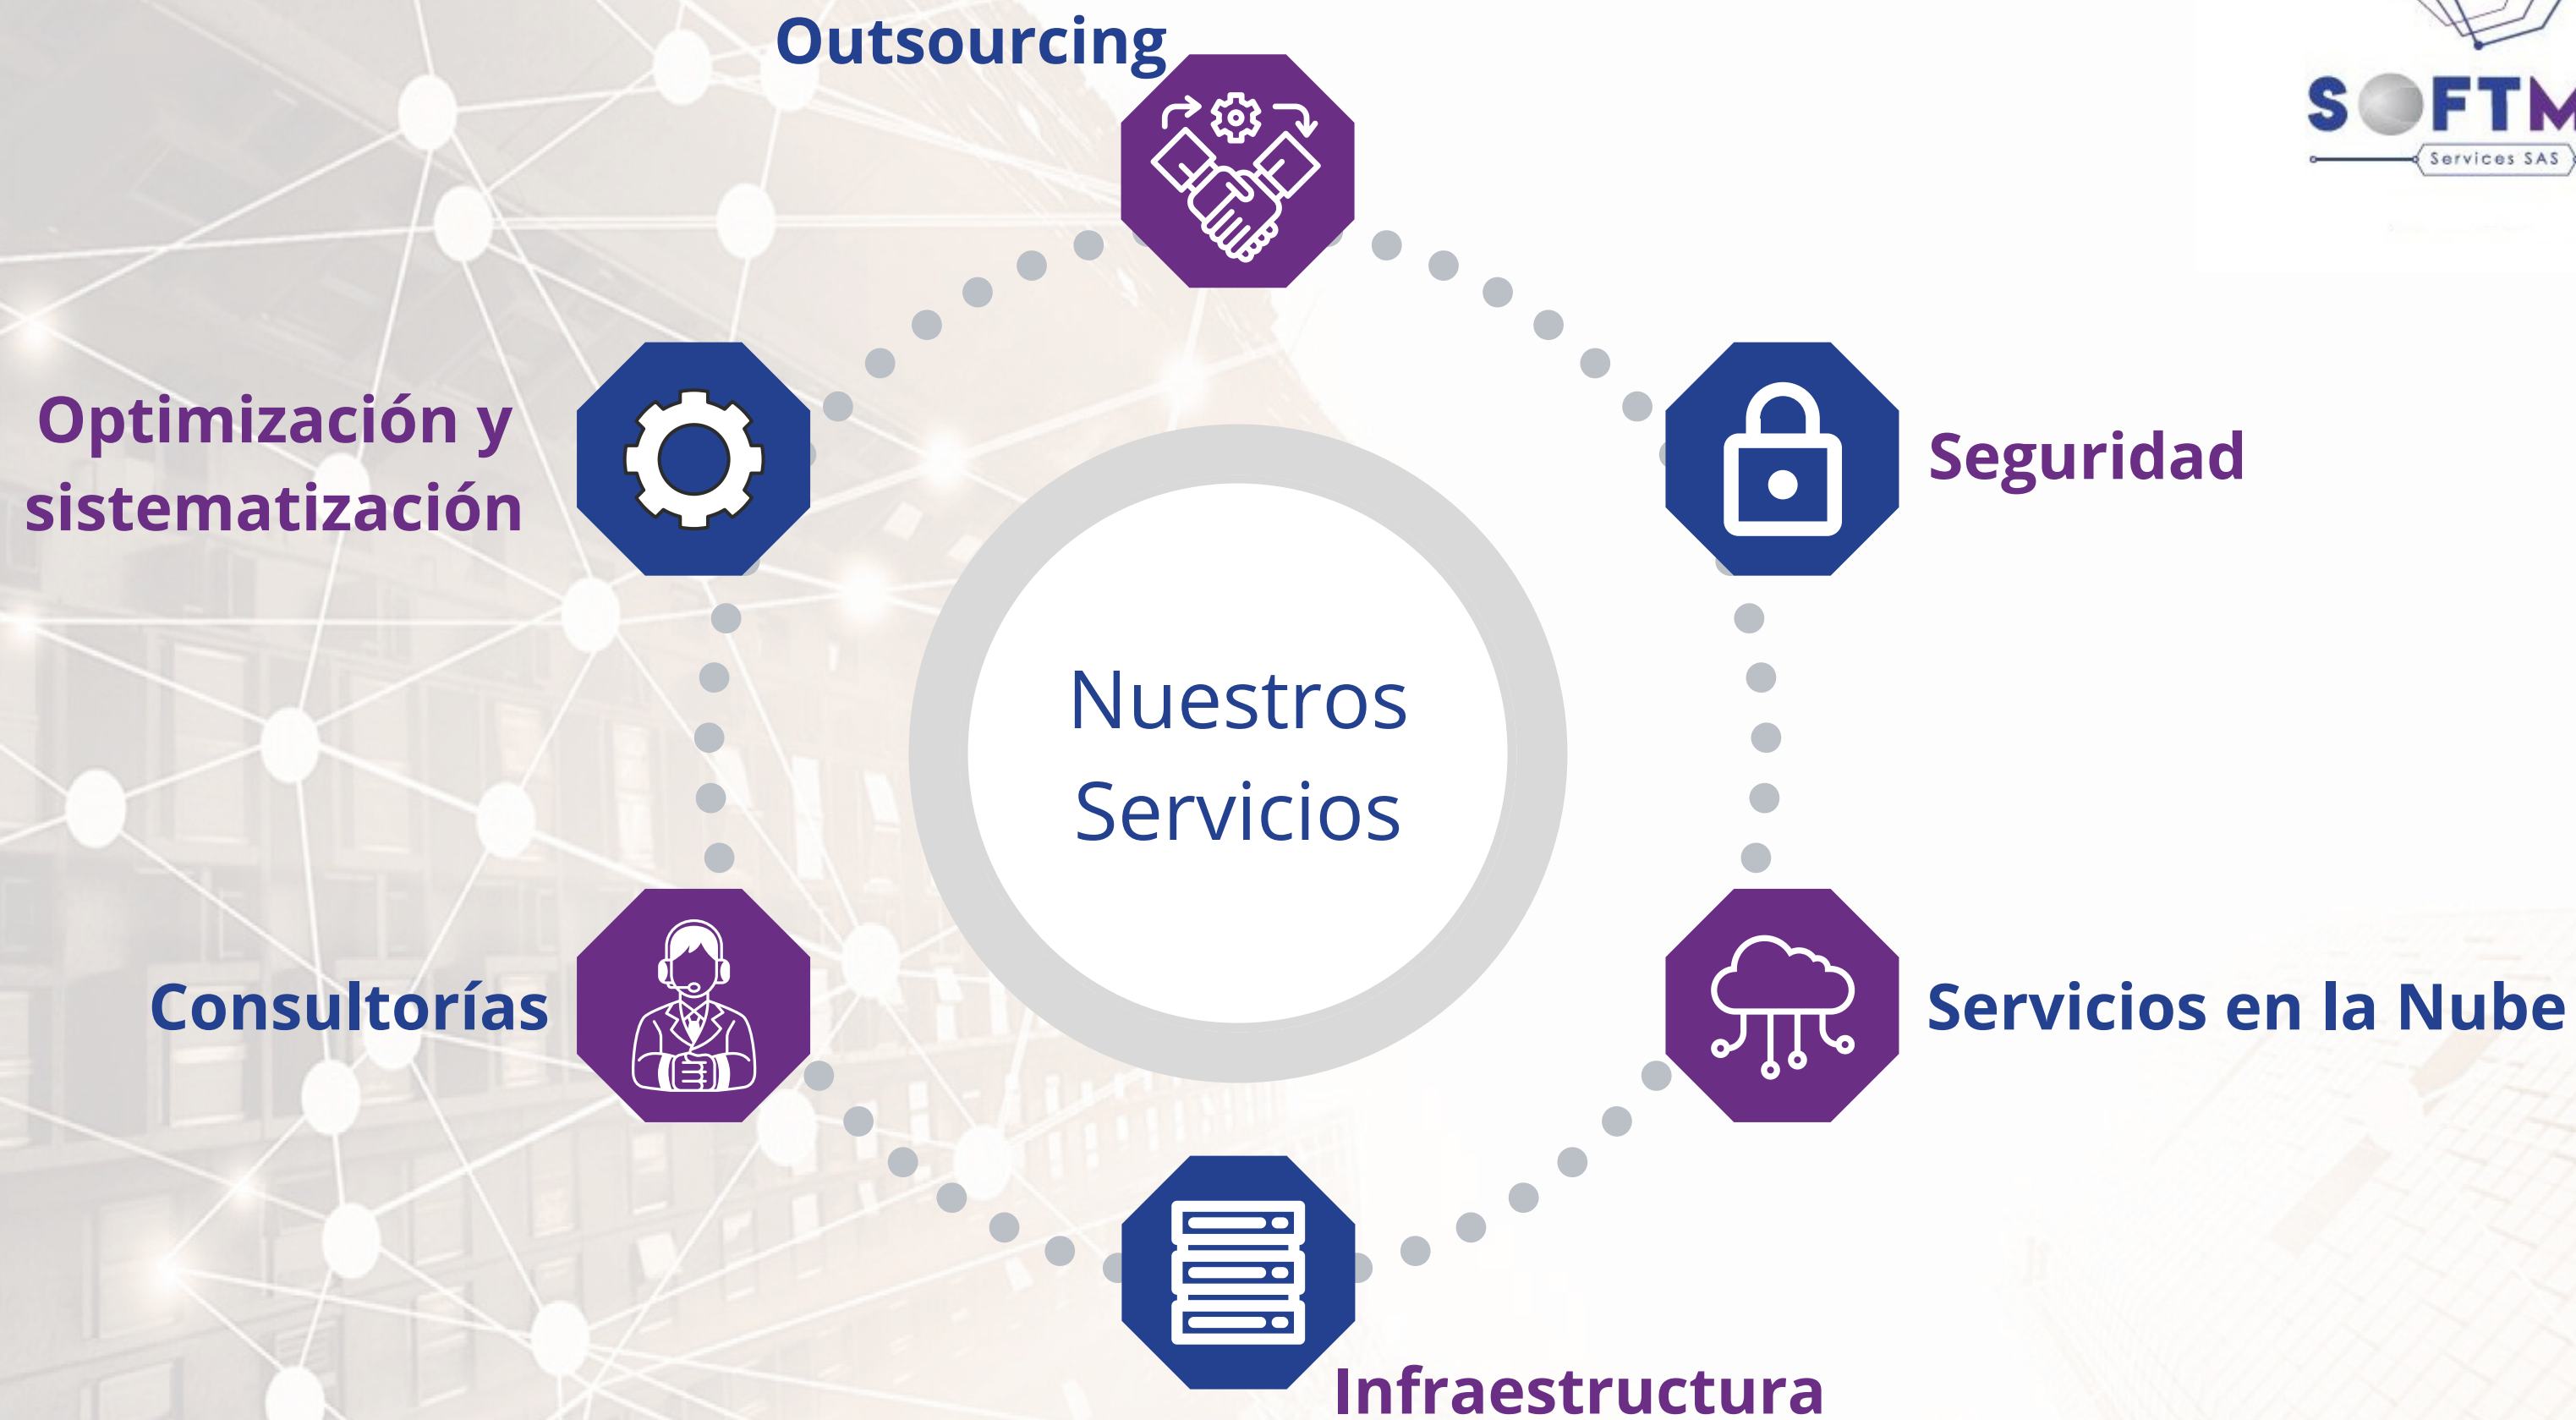 Outsourcing
SOFTM
Services SAS
Optimización y
sistematización
Seguridad
Nuestros
Servicios
Consultorías
Servicios en la Nube
Infraestructura